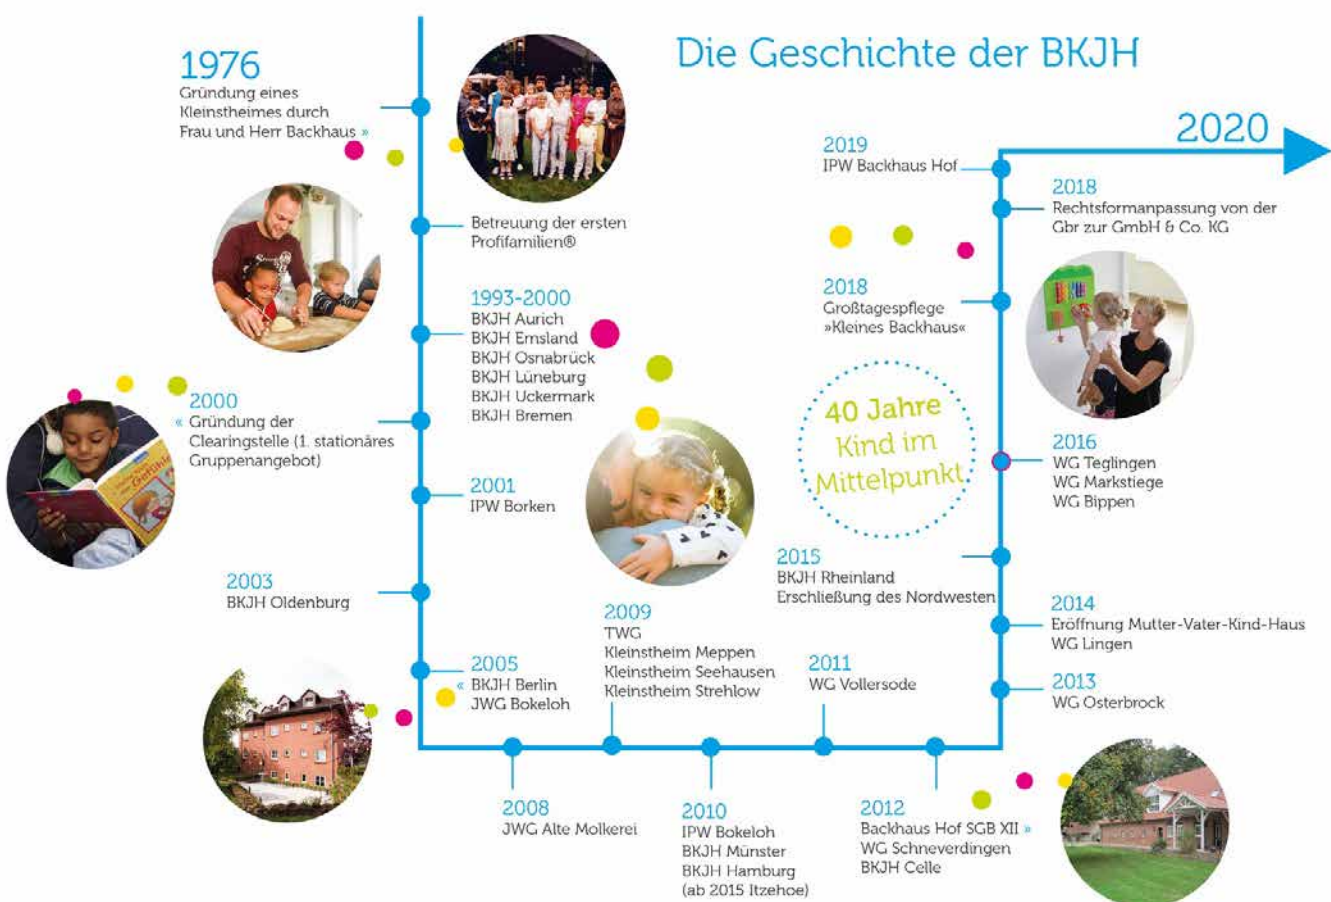 Die Geschichte der BKJH
1976
Gründung eines
Kleinstheimes durch
Frau und Herr Backhaus »
Betreuung der ersten
Profifamilien®
1993-2000
BKJH Aurich
BKJH Emsland
BKJH Osnabrück
BKJH Lüneburg
BKJH Uckermark
BKJH Bremen
2000
« Gründung der
Clearingstelle (1. stationäres
Gruppenangebot)
2001
IPW Borken
2003
BKJH Oldenburg
2005
« BKJH Berlin
JWG Bokeloh
2008
JWG Alte Molkerei
2009
TWG
Kleinstheim Meppen
Kleinstheim Seehausen
Kleinstheim Strehlow
2010
IPW Bokeloh
BKJH Münster
BKJH Hamburg
(ab 2015 Itzehoe)
2011
WG Vollersode
2012
Backhaus Hof SGB XII »
WG Schneverdingen
BKJH Celle
2013
WG Osterbrock
2014
Eröffnung Mutter-Vater-Kind-Haus
WG Lingen
2015
BKJH Rheinland
Erschließung des Nordwesten
2016
WG Teglingen
WG Markstiege
WG Bippen
40 Jahre
Kind im
Mittelpunkt
2018
Großtagespflege
»Kleines Backhaus«
2018
Rechtsformanpassung von der
Gbr zur GmbH & Co. KG
2019
IPW Backhaus Hof
2020